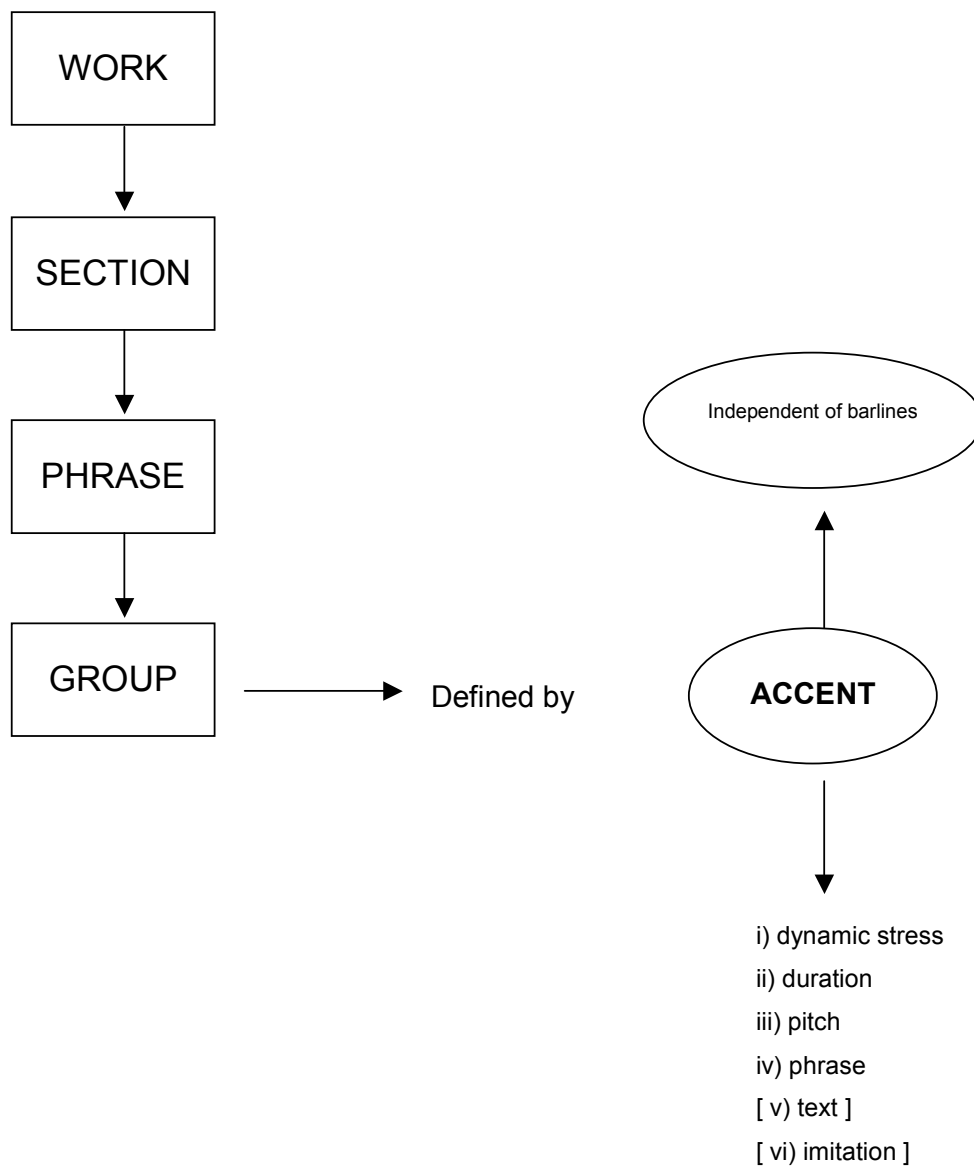 WORK
SECTION
PHRASE
GROUP
Defined by
Independent of barlines
ACCENT
i) dynamic stress
ii) duration
iii) pitch
iv) phrase
[ v) text ]
[ vi) imitation ]